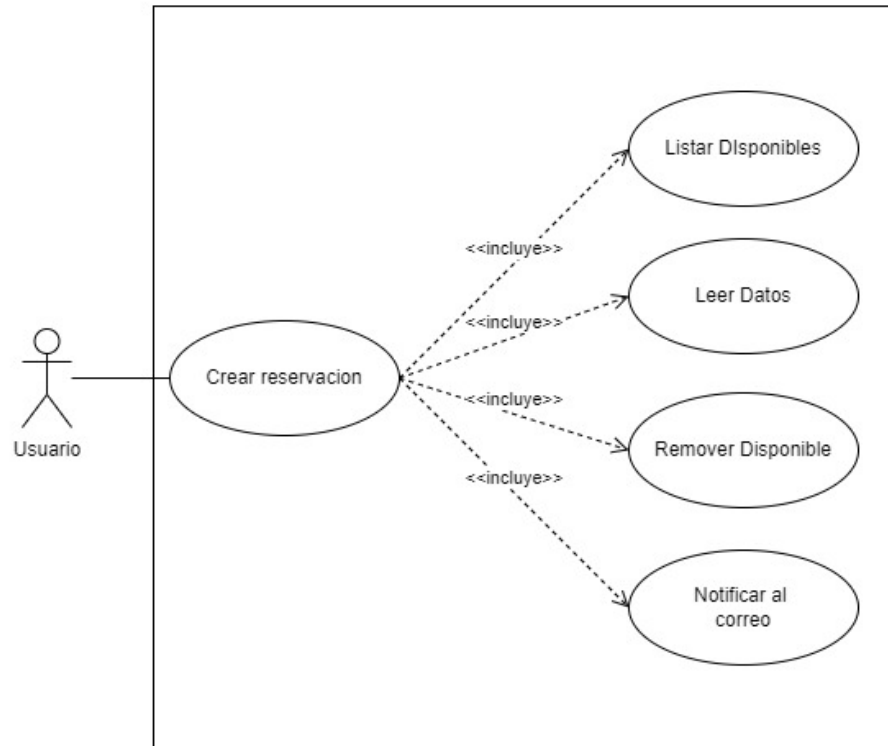 Listar DIsponibles
<<incluye>>
Leer Datos
<<incluye>>
Crear reservacion
<<incluye>>
Usuario
Remover Disponible
<<incluye>>
Notificar al
correo